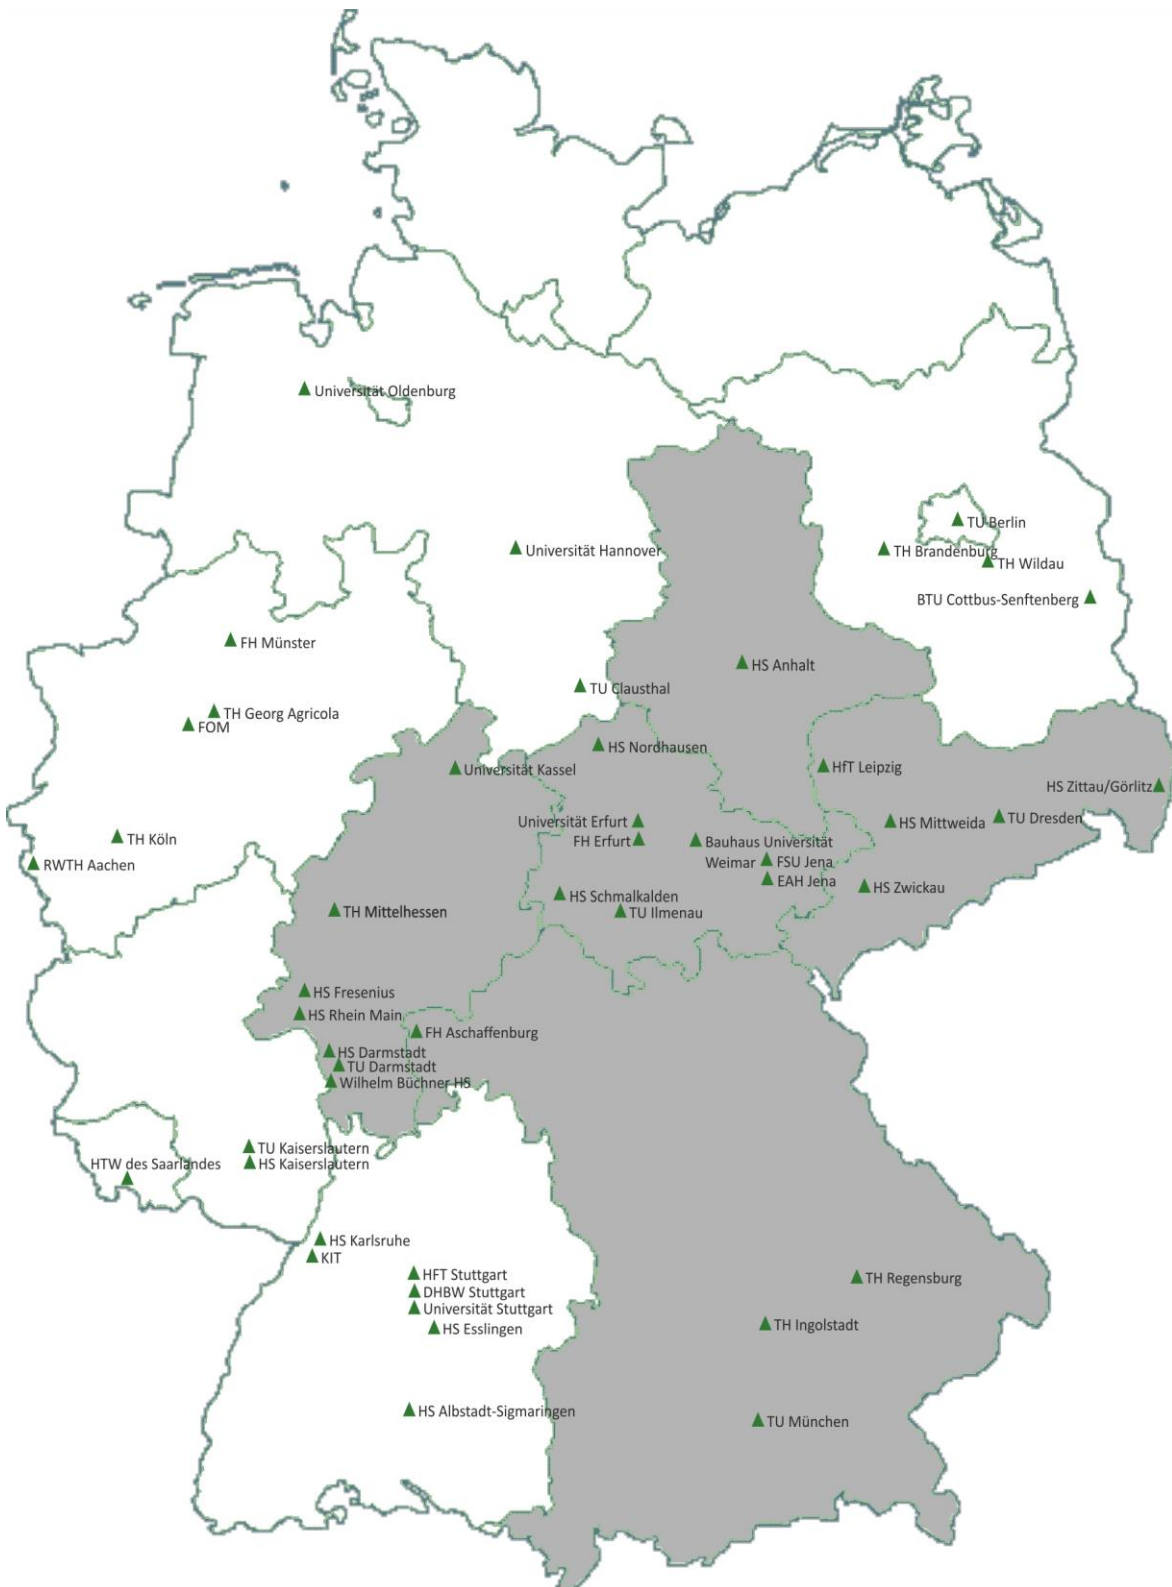 Universität Oldenburg
TU Berlin
Universität Hannover
TH Brandenburg
TH Wildau
BTU Cottbus-Senftenberg
FH Münster
HS Anhalt
TU Clausthal
TH Georg Agricola
FOM
HS Nordhausen
Universität Kassel
HfT Leipzig
HS Zittau/Görlitz
Universität Erfurt
HS Mittweida
TU Dresden
TH Köln
FH Erfurt
Bauhaus Universität
Weimar
FSU Jena
RWTH Aachen
EAH Jena
HS Zwickau
HS Schmalkalden
TH Mittelhessen
TU Ilmenau
HS Fresenius
HS Rhein Main
FH Aschaffenburg
HS Darmstadt
TU Darmstadt
Wilhelm Büchner HS
TU Kaiserslautern
HTW des Saarlandes
HS Kaiserslautern
HS Karlsruhe
KIT
HFT Stuttgart
TH Regensburg
DHBW Stuttgart
Universität Stuttgart
TH Ingolstadt
HS Esslingen
HS Albstadt-Sigmaringen
TU München